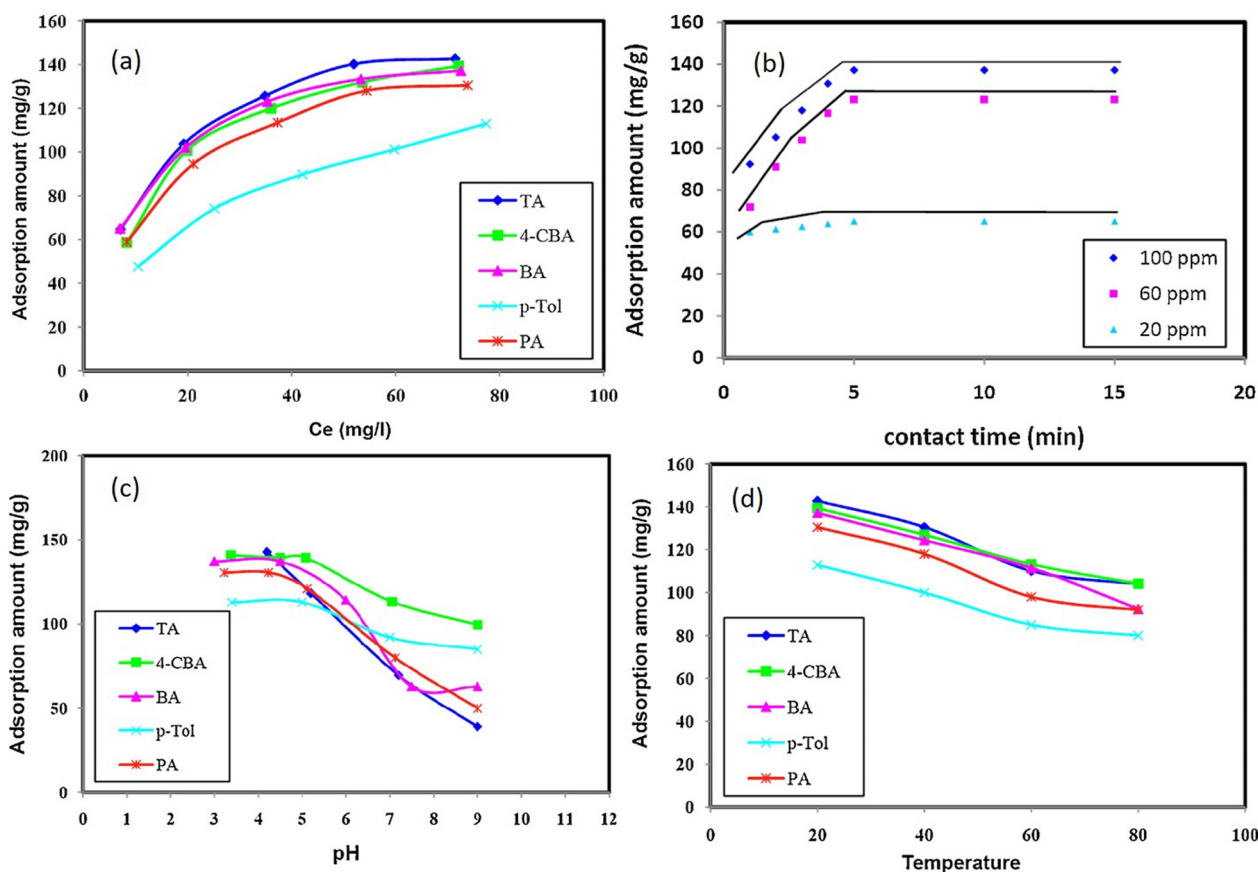 (a)
Adsorption amount (mg/g)
160
140
120
100
80
60
40
20
0
0 20 40 60 80 100
Ce (mg/l)
TA
4-CBA
BA
p-Tol
PA
(b)
Adsorption amount (mg/g)
160
140
120
100
80
60
40
20
0
0 5 10 15 20
contact time (min)
100 ppm
60 ppm
20 ppm
(c)
Adsorption amount (mg/g)
200
150
100
50
0
0 1 2 3 4 5 6 7 8 9 10 11 12
pH
TA
4-CBA
BA
p-Tol
PA
(d)
Adsorption amount (mg/g)
160
140
120
100
80
60
40
20
0
0 20 40 60 80 100
Temperature
TA
4-CBA
BA
p-Tol
PA